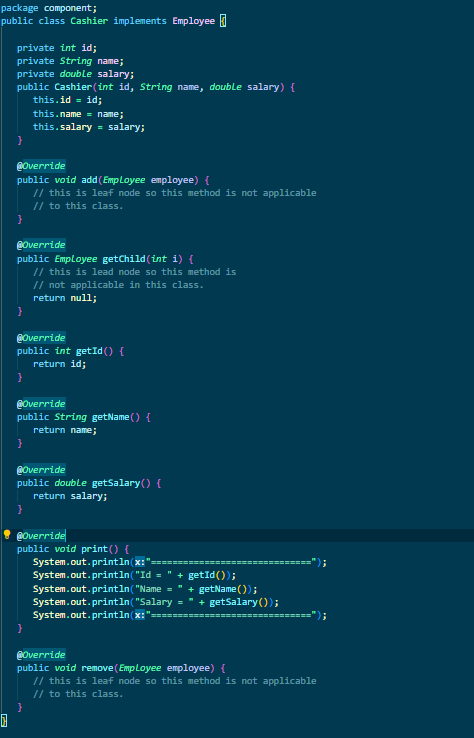 package component;
public class Cashier implements Employee {
private int id;
private String name;
private double salary;
public Cashier(int id, String name, double salary) {
this.id = id;
this.name = name;
this.salary = salary;
}
@Override
public void add(Employee employee) {
// this is leaf node so this method is not applicable
// to this class.
}
@Override
public Employee getChild(int i) {
// this is lead node so this method is
// not applicable in this class.
return null;
}
@Override
public int getId() {
return id;
}
@Override
public String getName() {
return name;
}
@Override
public double getSalary() {
return salary;
}
@Override
public void print() {
System.out.println(x:"==============================");
System.out.println("Id = " + getId());
System.out.println("Name = " + getName());
System.out.println("Salary = " + getSalary());
System.out.println(x:"==============================");
}
@Override
public void remove(Employee employee) {
// this is leaf node so this method is not applicable
// to this class.
}
}